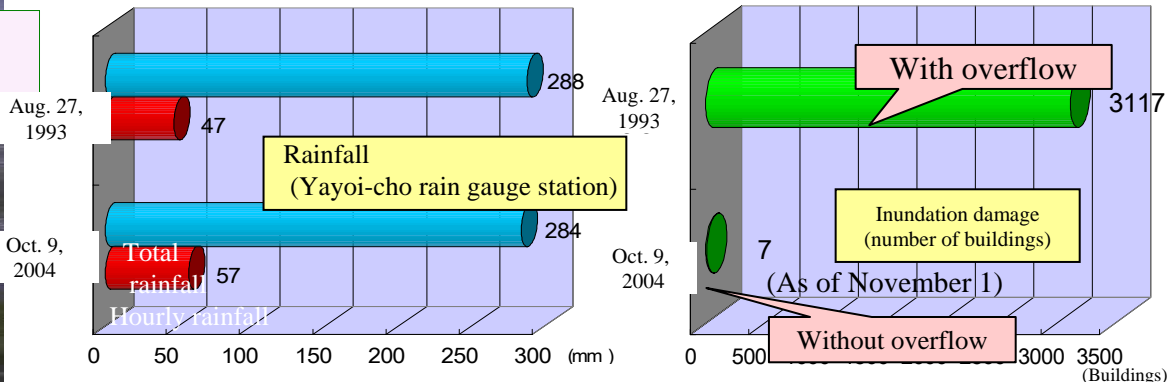 288
Aug. 27,
1993
47
Rainfall
(Yayoi-cho rain gauge station)
284
Oct. 9,
2004
57
Total
rainfall
Hourly rainfall
0 50 100 150 200 250 300 (mm )
With overflow
Aug. 27,
1993
3117
Inundation damage
(number of buildings)
Oct. 9,
2004
7
(As of November 1)
Without overflow
0 500 3000 3500
(Buildings)